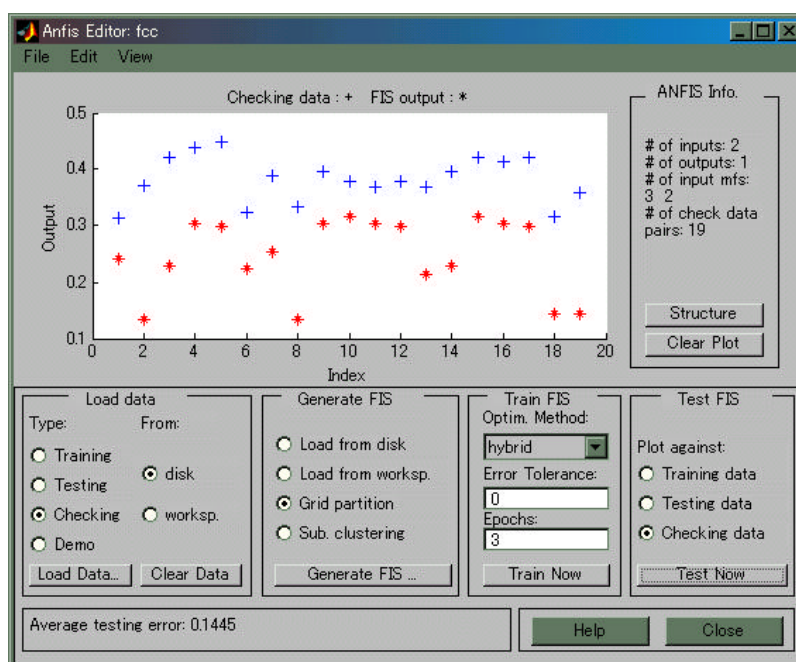 Anfis Editor: fcc
File Edit View
Checking data : + FIS output : *
0.5
0.4
0.3
0.2
0.1
Output
0 2 4 6 8 10 12 14 16 18 20
Index
ANFIS Info.
# of inputs: 2
# of outputs: 1
# of input mfs:
3 2
# of check data
pairs: 19
Structure
Clear Plot
Load data
Type: From:
Training
Testing
Checking
Demo
disk
worksp.
Load Data... Clear Data
Generate FIS
Load from disk
Load from worksp.
Grid partition
Sub. clustering
Generate FIS ...
Train FIS
Optim. Method:
hybrid
Error Tolerance:
0
Epochs:
3
Train Now
Test FIS
Plot against:
Training data
Testing data
Checking data
Test Now
Average testing error: 0.1445
Help Close